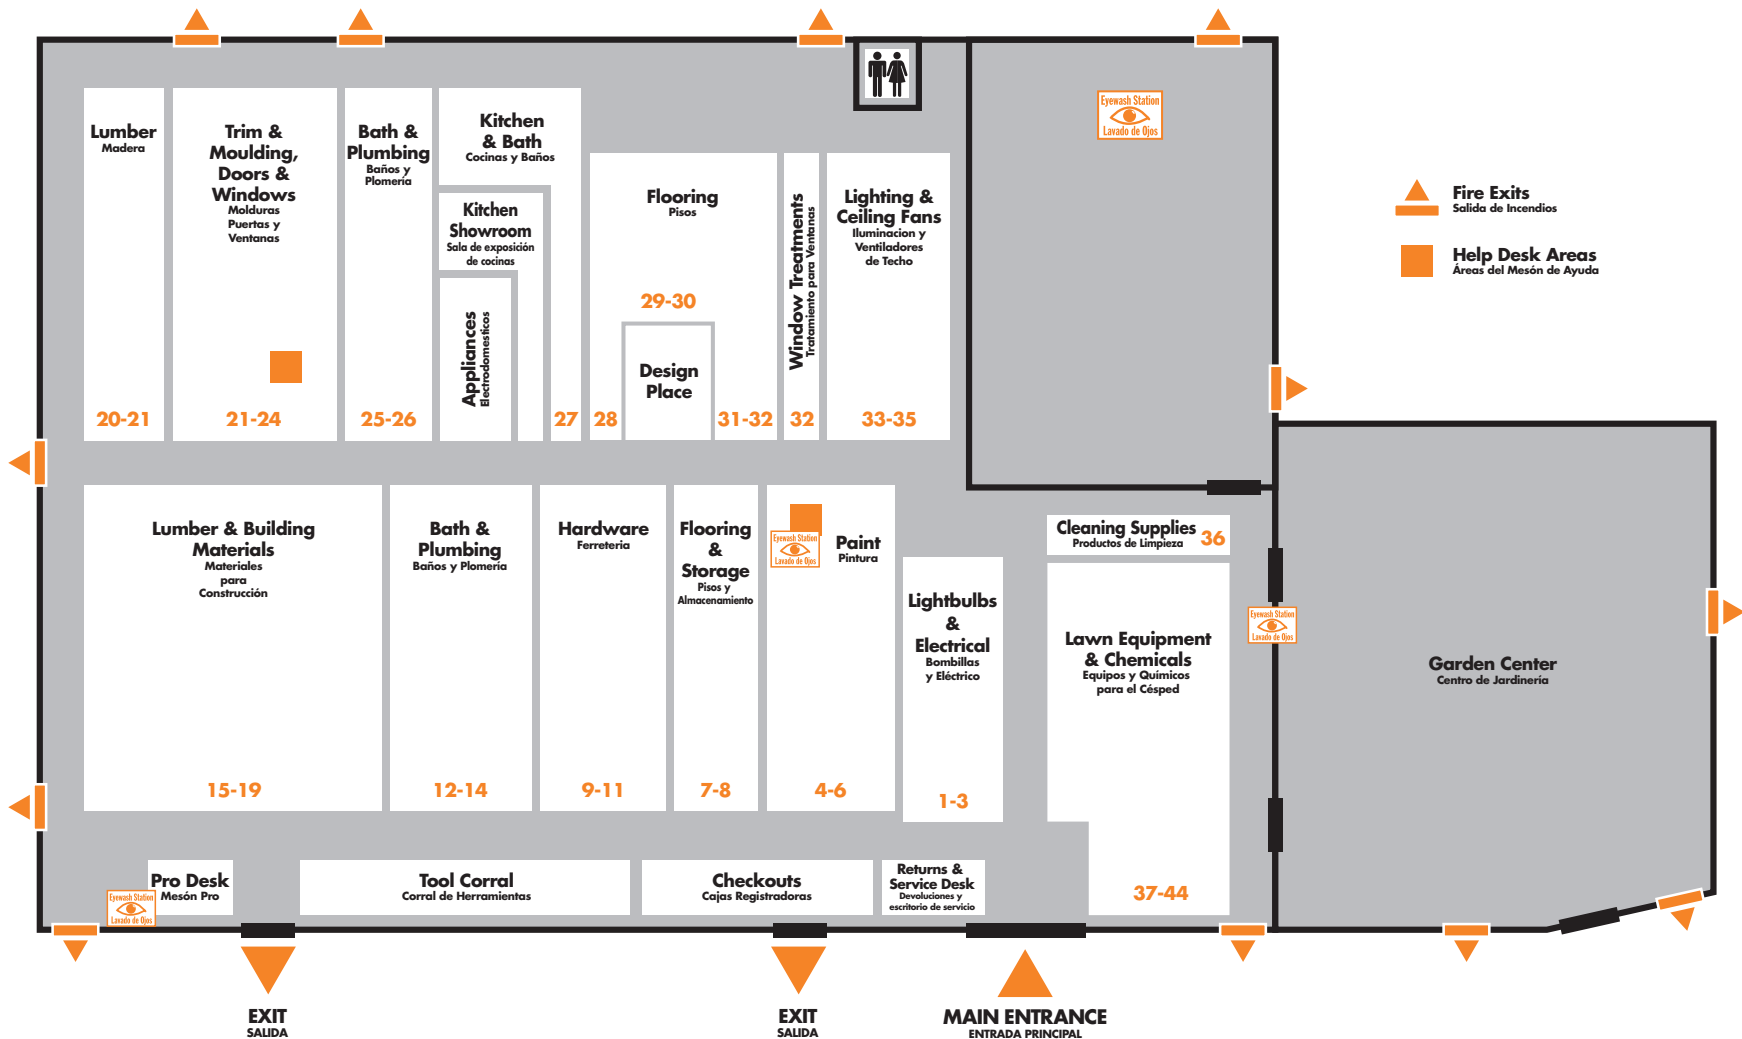 Eyewash Station
Lavado de Ojos
Lumber
Madera
20-21
Trim &
Moulding,
Doors &
Windows
Molduras
Puertas y
Ventanas
21-24
Bath &
Plumbing
Baños y
Plomería
25-26
Kitchen
& Bath
Cocinas y Baños
27
Kitchen
Showroom
Sala de exposición
de cocinas
Appliances
Electrodomesticos
Flooring
Pisos
29-30
28
Design
Place
31-32
Window Treatments
Tratamiento para Ventanas
32
Lighting &
Ceiling Fans
Iluminacion y
Ventiladores
de Techo
33-35
Fire Exits
Salida de Incendios
Help Desk Areas
Áreas del Mesón de Ayuda
Lumber & Building
Materials
Materiales
para
Construcción
15-19
Bath &
Plumbing
Baños y Plomería
12-14
Hardware
Ferreteria
9-11
Flooring
&
Storage
Pisos y
Almacenamiento
7-8
Eyewash Station
Lavado de Ojos
Paint
Pintura
4-6
Lightbulbs
&
Electrical
Bombillas
y Eléctrico
1-3
Cleaning Supplies
Productos de Limpieza
36
Lawn Equipment
& Chemicals
Equipos y Químicos
para el Césped
37-44
Eyewash Station
Lavado de Ojos
Garden Center
Centro de Jardinería
Eyewash Station
Lavado de Ojos
Pro Desk
Mesón Pro
Tool Corral
Corral de Herramientas
Checkouts
Cajas Registradoras
Returns &
Service Desk
Devoluciones y
escritorio de servicio
EXIT
SALIDA
EXIT
SALIDA
MAIN ENTRANCE
ENTRADA PRINCIPAL